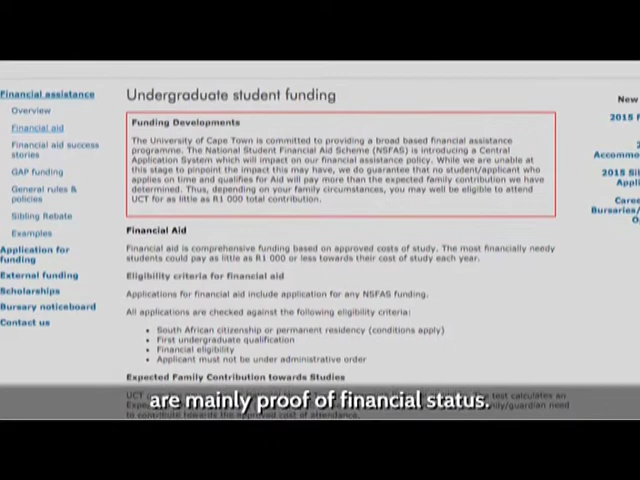 Financial assistance
Overview
Financial aid
Financial aid success
stories
GAP funding
General rules &
policies
Sibling Rebate
Examples
Application for
funding
External funding
Scholarships
Bursary noticeboard
Contact us
Undergraduate student funding
Funding Developments
The University of Cape Town is committed to providing a broad based financial assistance
programme. The National Student Financial Aid Scheme (NSFAS) is introducing a Central
Application System which will impact on our financial assistance policy. While we are unable at
this stage to pinpoint the impact this may have, we do guarantee that no student/applicant who
applies on time and qualifies for Aid will pay more than the expected family contribution we have
determined. Thus, depending on your family circumstances, you may well be eligible to attend
UCT for as little as R1 000 total contribution.
Financial Aid
Financial aid is comprehensive funding based on approved costs of study. The most financially needy
students could pay as little as R1 000 or less towards their cost of study each year.
Eligibility criteria for financial aid
Applications for financial aid include application for any NSFAS funding.
All applications are checked against the following eligibility criteria:
• South African citizenship or permanent residency (conditions apply)
• First undergraduate qualification
• Financial eligibility
• Applicant must not be under administrative order
Expected Family Contribution towards Studies
UCT
are mainly proof of financial status.
New
2015
2
Accommo
2015 Si
Appli
Caree
Bursaries/